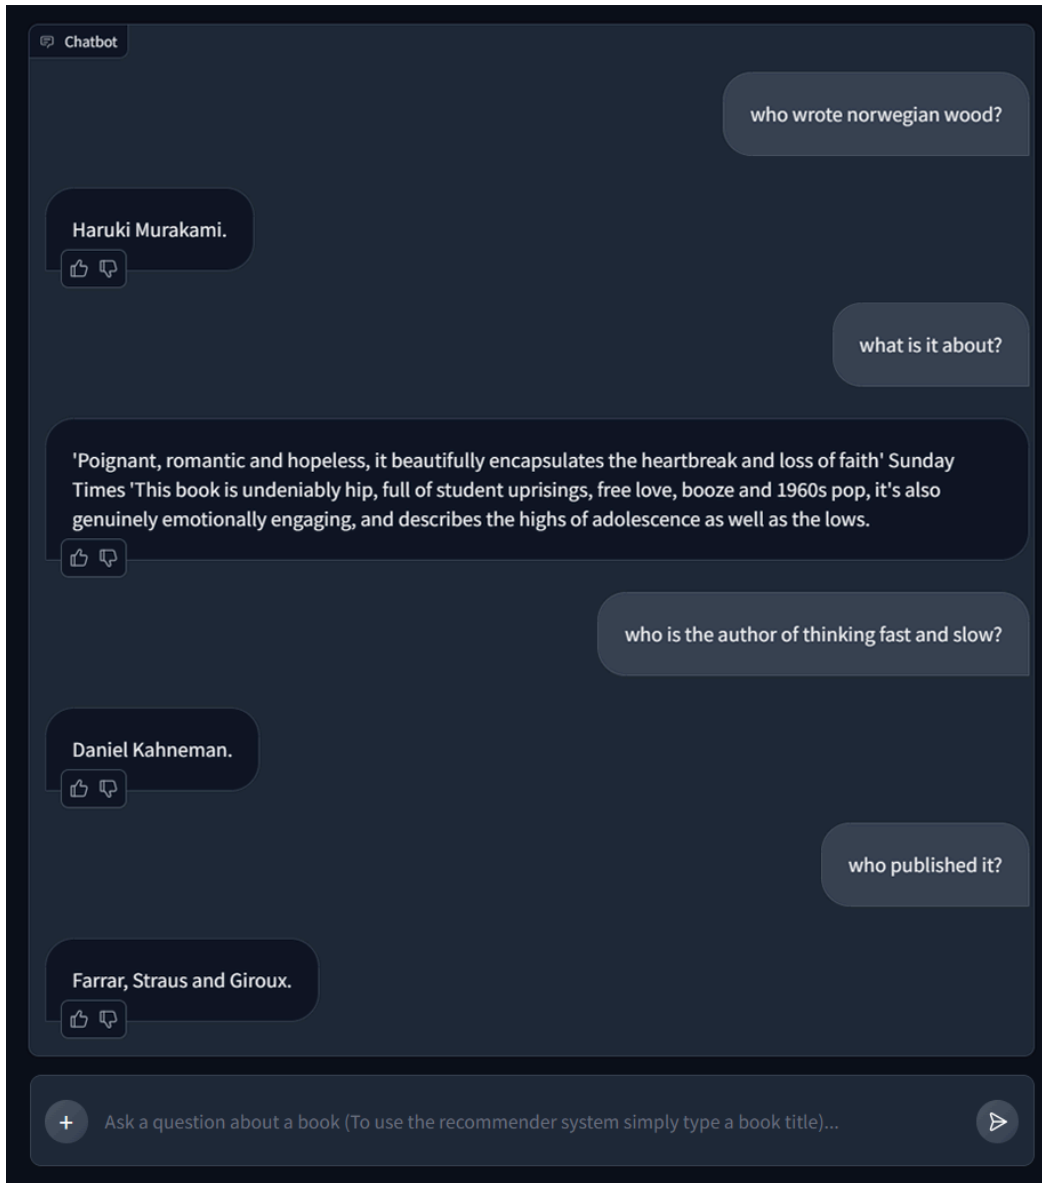 Chatbot
who wrote norwegian wood?
Haruki Murakami.
what is it about?
'Poignant, romantic and hopeless, it beautifully encapsulates the heartbreak and loss of faith' Sunday
Times 'This book is undeniably hip, full of student uprisings, free love, booze and 1960s pop, it's also
genuinely emotionally engaging, and describes the highs of adolescence as well as the lows.
who is the author of thinking fast and slow?
Daniel Kahneman.
who published it?
Farrar, Straus and Giroux.
Ask a question about a book (To use the recommender system simply type a book title)...